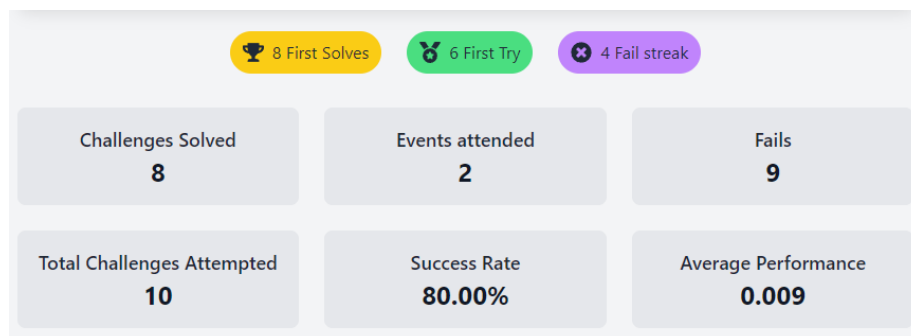 8 First Solves
6 First Try
4 Fail streak
Challenges Solved
8
Events attended
2
Fails
9
Total Challenges Attempted
10
Success Rate
80.00%
Average Performance
0.009